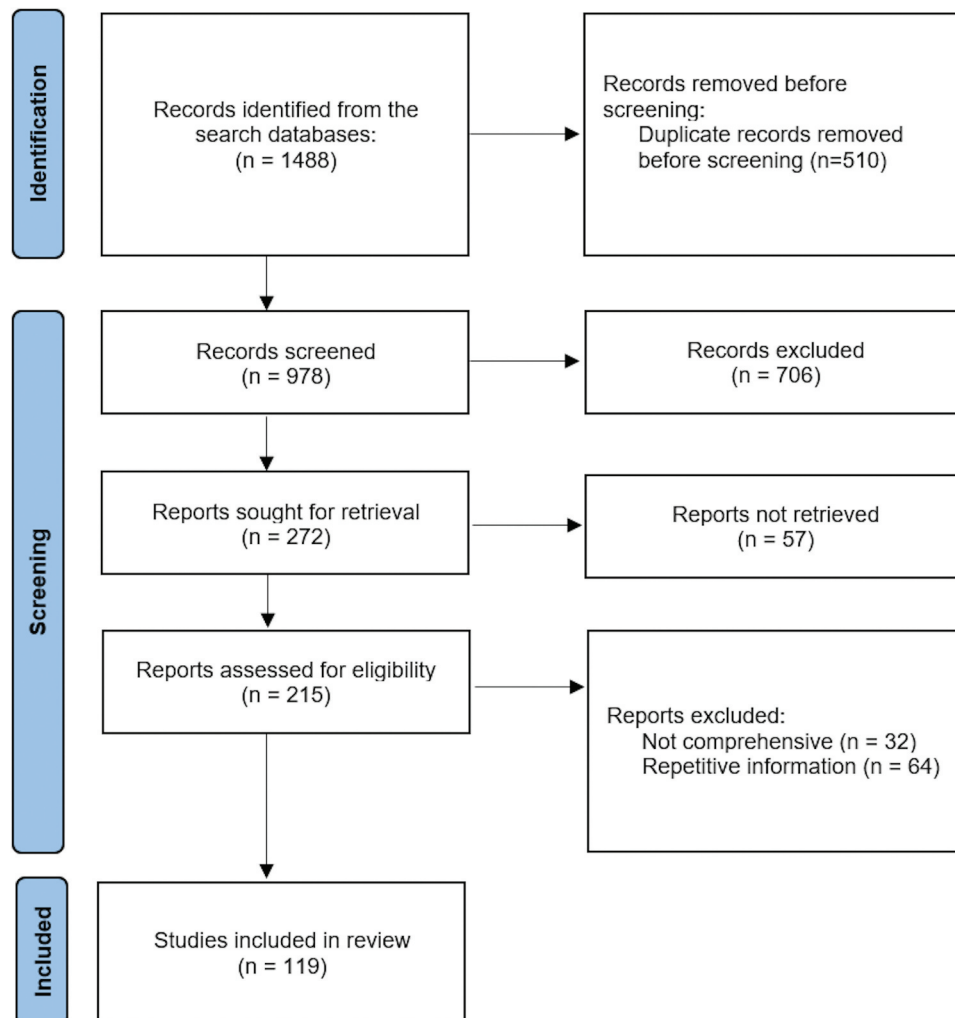 Identification
Records identified from the
search databases:
(n = 1488)
Records removed before
screening:
Duplicate records removed
before screening (n=510)
Screening
Records screened
(n = 978)
Records excluded
(n = 706)
Reports sought for retrieval
(n = 272)
Reports not retrieved
(n = 57)
Reports assessed for eligibility
(n = 215)
Reports excluded:
Not comprehensive (n = 32)
Repetitive information (n = 64)
Included
Studies included in review
(n = 119)